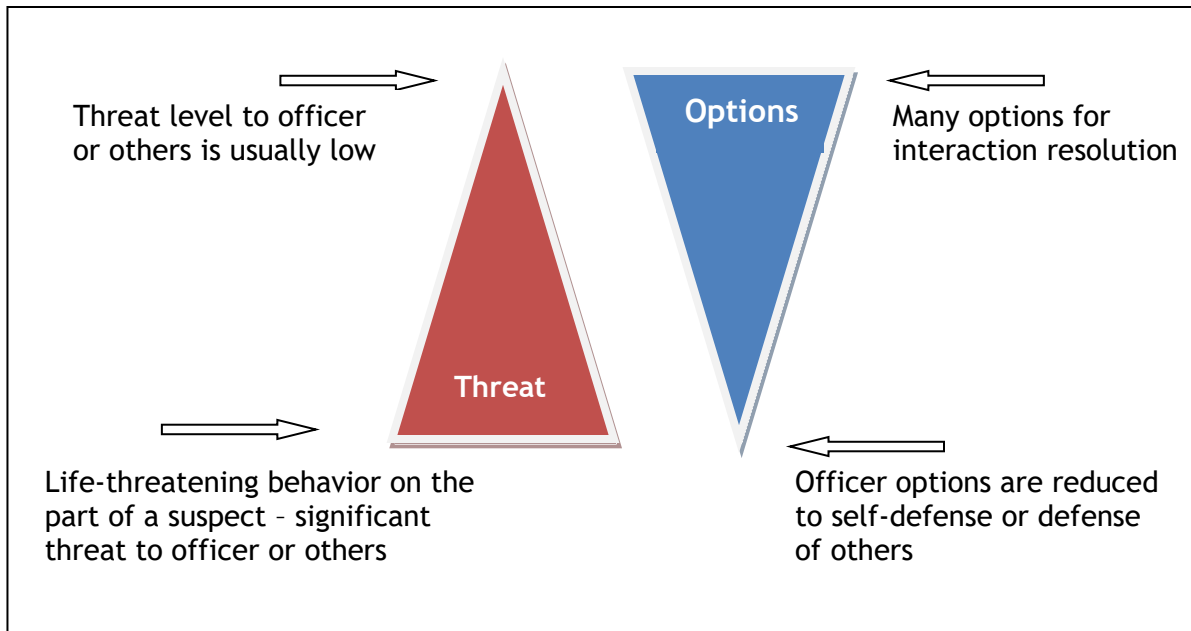 Threat level to officer
or others is usually low
Options
Many options for
interaction resolution
Threat
Life-threatening behavior on the
part of a suspect – significant
threat to officer or others
Officer options are reduced
to self-defense or defense
of others